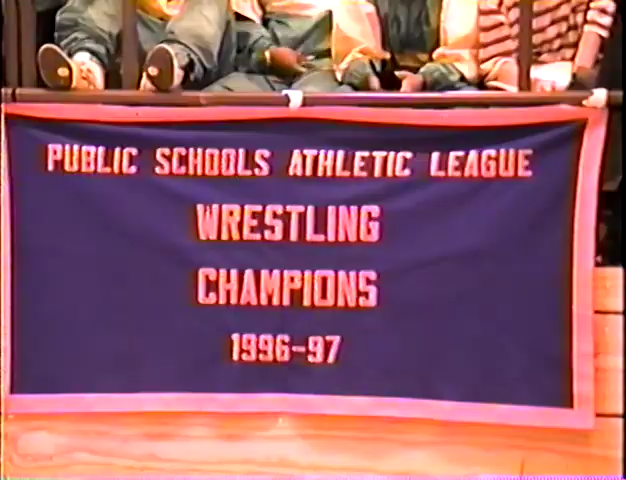 PUBLIC SCHOOLS ATHLETIC LEAGUE
WRESTLING
CHAMPIONS
1996-97